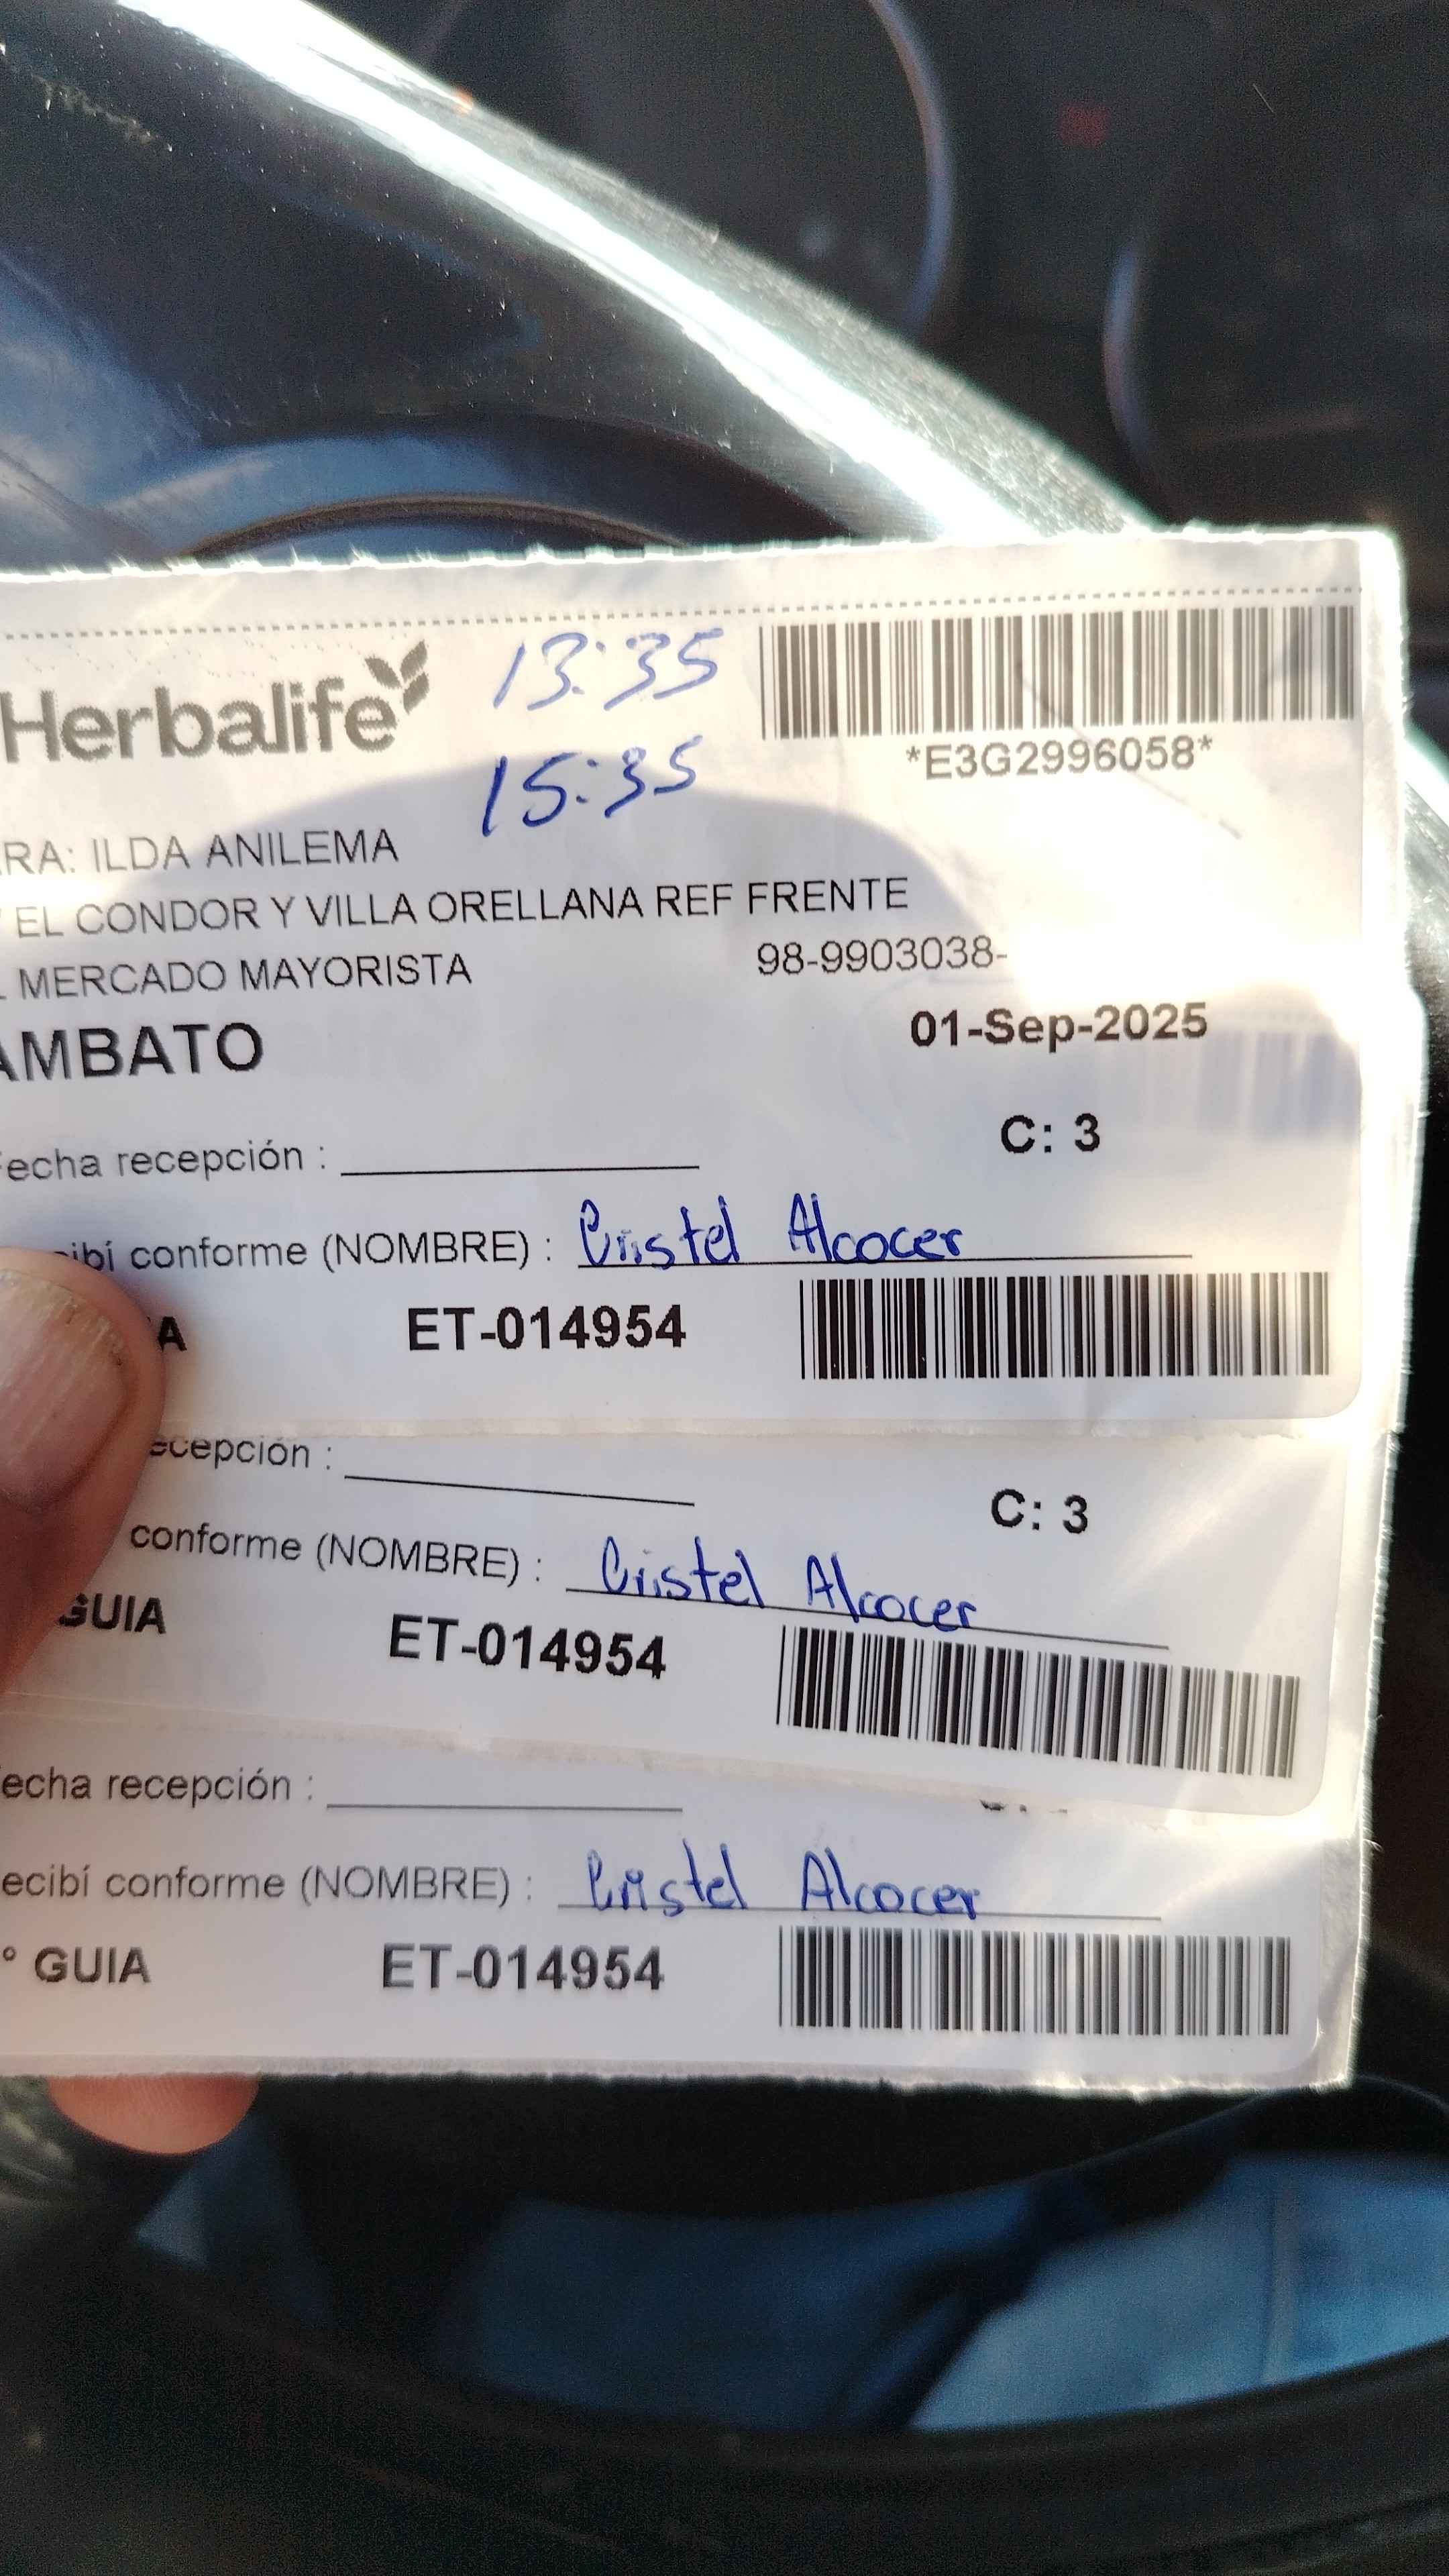 Herbalife
13:35
15:35
*E3G2996058*
RA: ILDA ANILEMA
EL CONDOR Y VILLA ORELLANA REF FRENTE
MERCADO MAYORISTA 98-9903038-
AMBATO
01-Sep-2025
C: 3
Fecha recepción :
cibí conforme (NOMBRE) : Cristel Alcocer
A ET-014954
ecepción :
C: 3
conforme (NOMBRE) : Cristel Alcocer
GUIA ET-014954
echa recepción :
ecibí conforme (NOMBRE) : Cristel Alcocer
° GUIA ET-014954